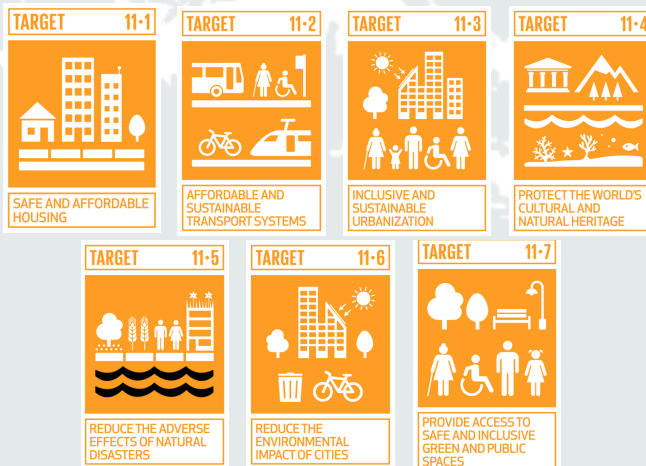 TARGET 11·1
SAFE AND AFFORDABLE
HOUSING
TARGET 11·2
AFFORDABLE AND
SUSTAINABLE
TRANSPORT SYSTEMS
TARGET 11·3
INCLUSIVE AND
SUSTAINABLE
URBANIZATION
TARGET 11·4
PROTECT THE WORLD'S
CULTURAL AND
NATURAL HERITAGE
TARGET 11·5
REDUCE THE ADVERSE
EFFECTS OF NATURAL
DISASTERS
TARGET 11·6
REDUCE THE
ENVIRONMENTAL
IMPACT OF CITIES
TARGET 11·7
PROVIDE ACCESS TO
SAFE AND INCLUSIVE
GREEN AND PUBLIC
SPACES